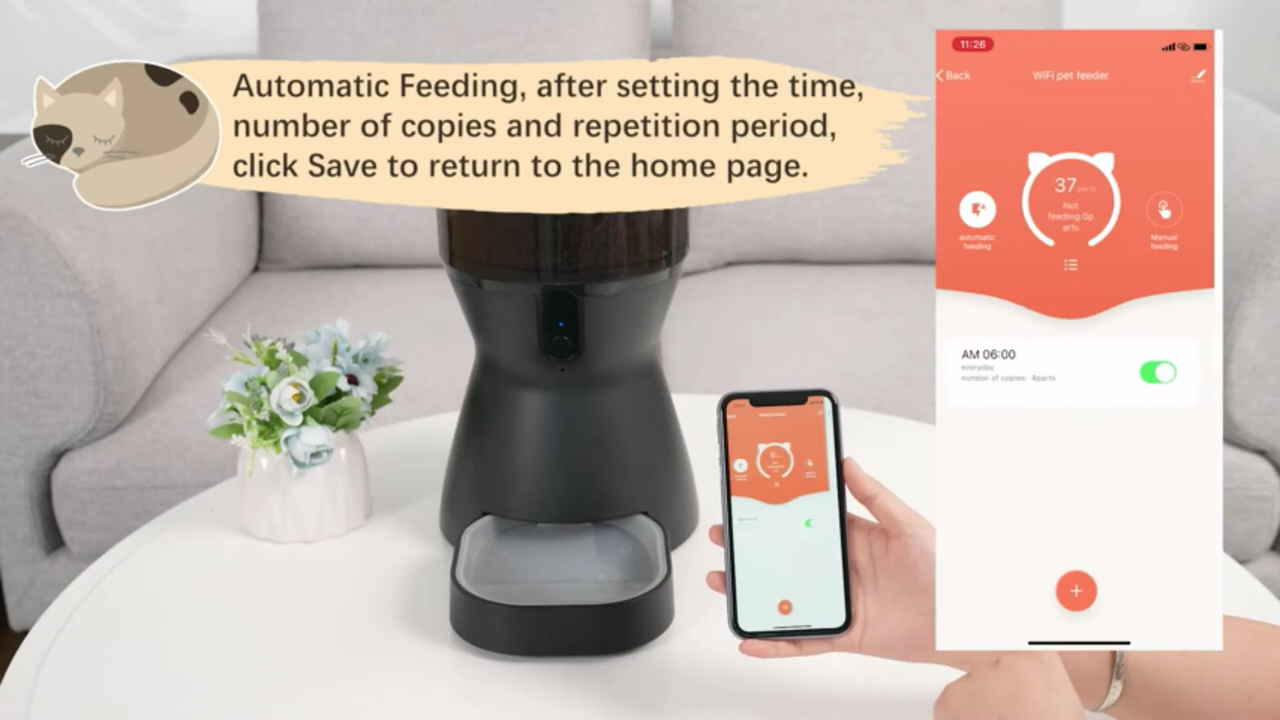 Automatic Feeding, after setting the time,
number of copies and repetition period,
click Save to return to the home page.
11:26
Back
WiFi pet feeder
37 parts
Not
feeding:0p
arts
automatic
feeding
Manual
feeding
AM 06:00
everyday
number of copies: 4parts